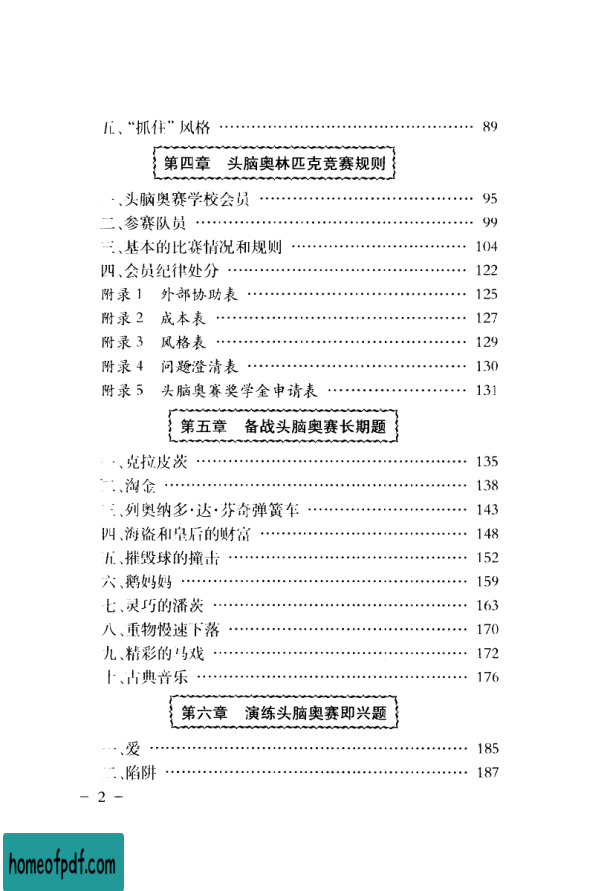 五、“抓住”风格 ………………………………………… 89
第四章 头脑奥林匹克竞赛规则
一、头脑奥赛学校会员 ………………………………… 95
二、参赛队员 …………………………………………… 99
三、基本的比赛情况和规则 …………………………… 104
四、会员纪律处分 ……………………………………… 122
附录1 外部协助表 …………………………………… 125
附录2 成本表 ………………………………………… 127
附录3 风格表 ………………………………………… 129
附录4 问题澄清表 …………………………………… 130
附录5 头脑奥赛奖学金申请表 ……………………… 131
第五章 备战头脑奥赛长期题
一、克拉皮茨 …………………………………………… 135
二、淘金 ………………………………………………… 138
三、列奥纳多·达·芬奇弹簧车 ………………………… 143
四、海盗和皇后的财富 ………………………………… 148
五、摧毁球的撞击 ……………………………………… 152
六、鹅妈妈 ……………………………………………… 159
七、灵巧的潘茨 ………………………………………… 163
八、重物慢速下落 ……………………………………… 170
九、精彩的马戏 ………………………………………… 172
十、古典音乐 …………………………………………… 176
第六章 演练头脑奥赛即兴题
一、爱 …………………………………………………… 185
二、陷阱 ………………………………………………… 187
- 2 -
homeofpdf.com